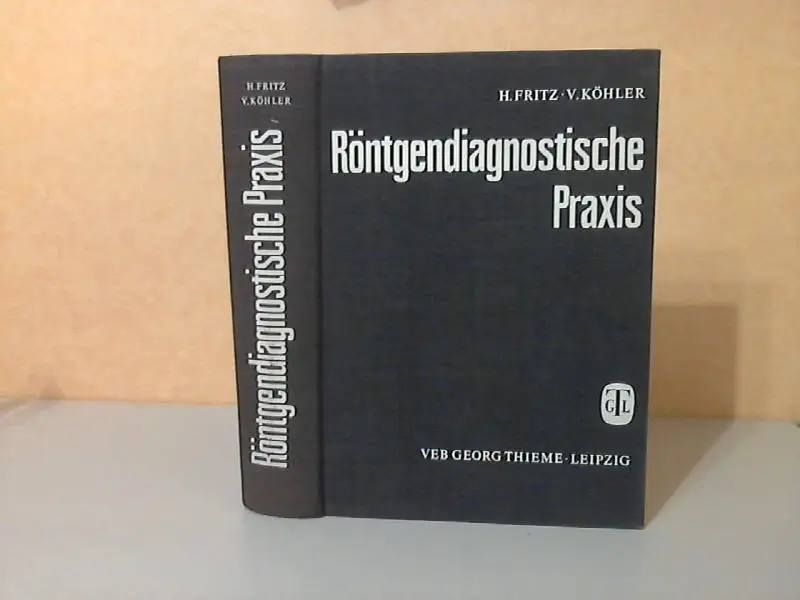 H. FRITZ
V. KÖHLER
Röntgendiagnostische Praxis
H. FRITZ · V. KÖHLER
Röntgendiagnostische
Praxis
GTL
VEB GEORG THIEME · LEIPZIG